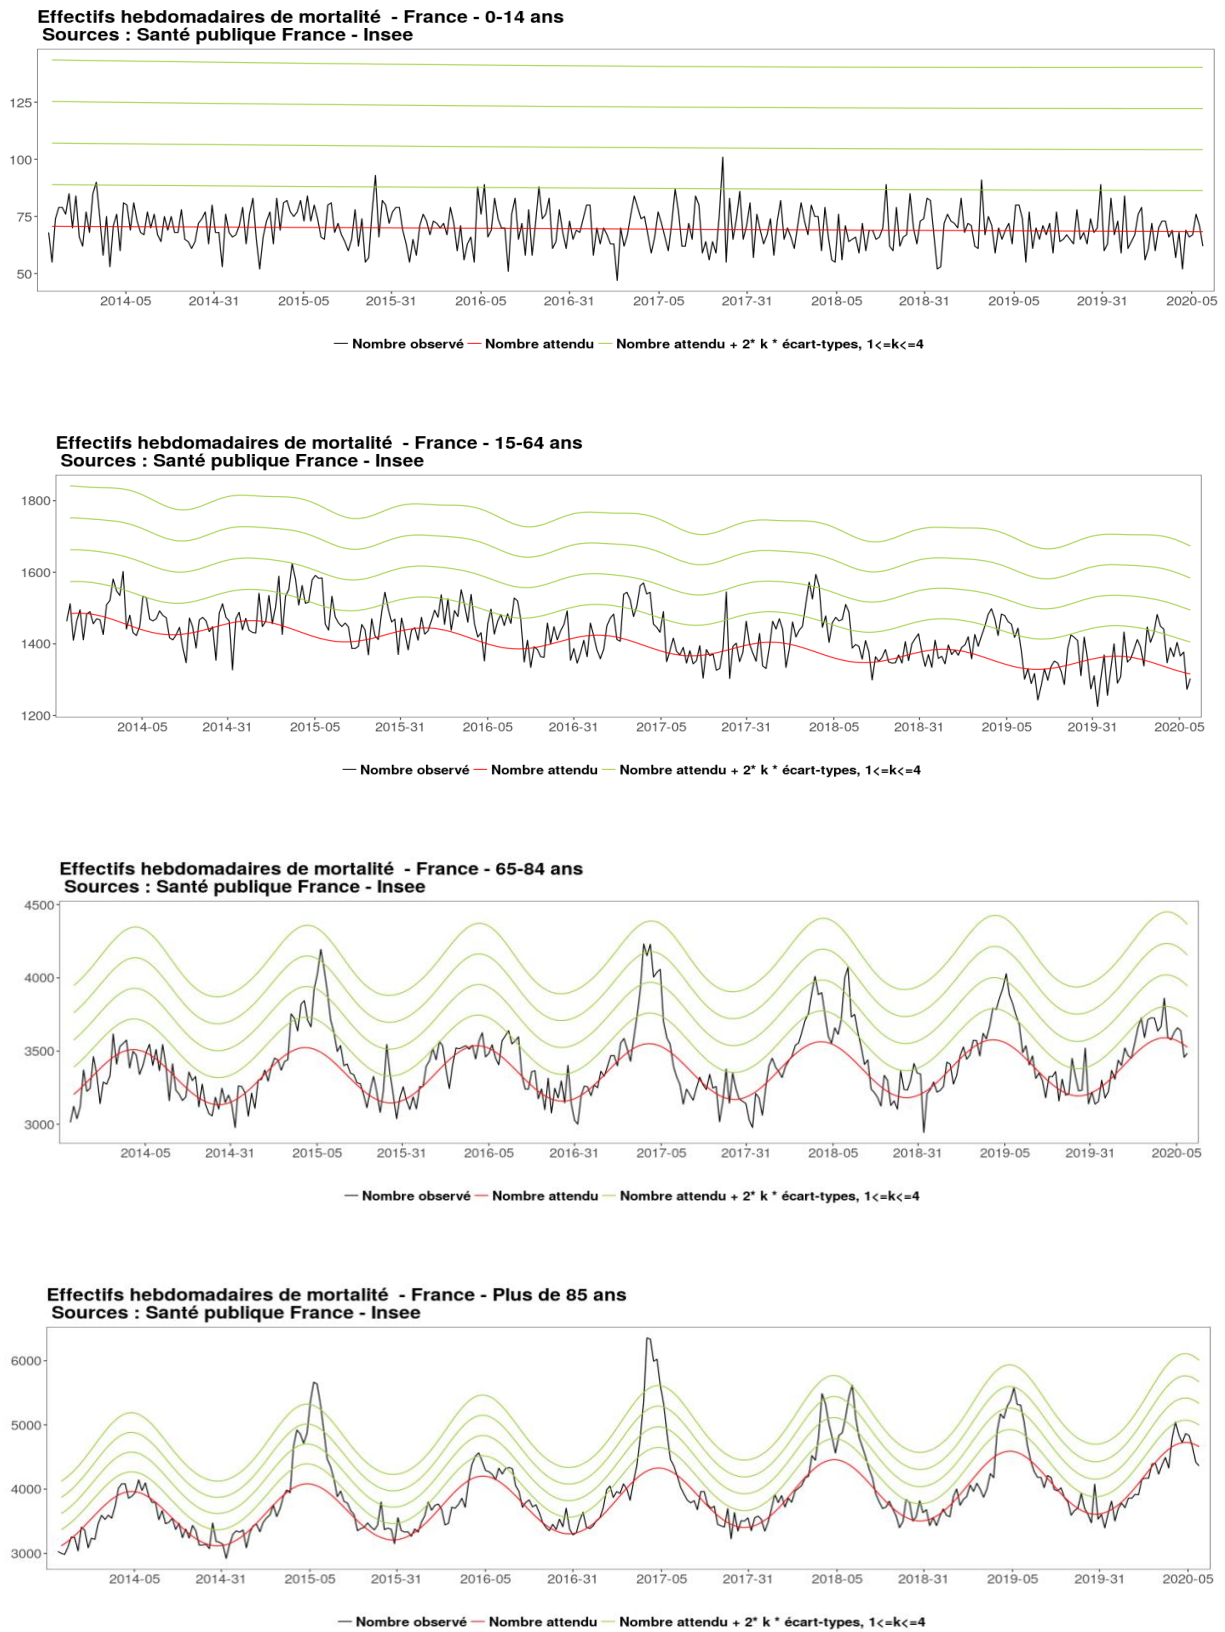 Effectifs hebdomadaires de mortalité - France - 0-14 ans
Sources : Santé publique France - Insee
125
100
75
50
2014-05 2014-31 2015-05 2015-31 2016-05 2016-31 2017-05 2017-31 2018-05 2018-31 2019-05 2019-31 2020-05
Nombre observé Nombre attendu Nombre attendu + 2* k * écart-types, 1<=k<=4
Effectifs hebdomadaires de mortalité - France - 15-64 ans
Sources : Santé publique France - Insee
1800
1600
1400
1200
2014-05 2014-31 2015-05 2015-31 2016-05 2016-31 2017-05 2017-31 2018-05 2018-31 2019-05 2019-31 2020-05
Nombre observé Nombre attendu Nombre attendu + 2* k * écart-types, 1<=k<=4
Effectifs hebdomadaires de mortalité - France - 65-84 ans
Sources : Santé publique France - Insee
4500
4000
3500
3000
2014-05 2014-31 2015-05 2015-31 2016-05 2016-31 2017-05 2017-31 2018-05 2018-31 2019-05 2019-31 2020-05
Nombre observé Nombre attendu Nombre attendu + 2* k * écart-types, 1<=k<=4
Effectifs hebdomadaires de mortalité - France - Plus de 85 ans
Sources : Santé publique France - Insee
6000
5000
4000
3000
2014-05 2014-31 2015-05 2015-31 2016-05 2016-31 2017-05 2017-31 2018-05 2018-31 2019-05 2019-31 2020-05
Nombre observé Nombre attendu Nombre attendu + 2* k * écart-types, 1<=k<=4